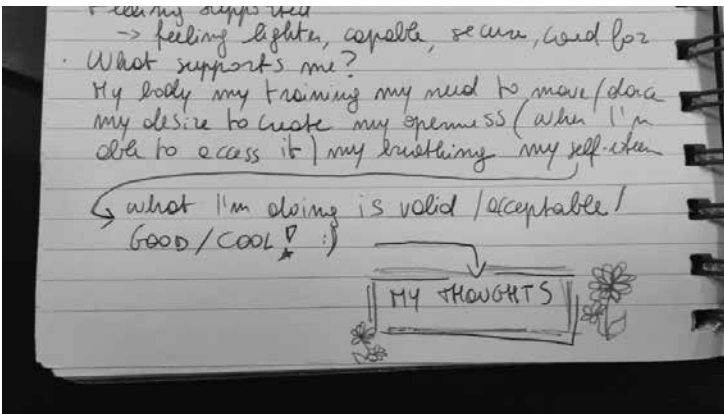 Feeling supported
-> feeling lighter, capable, secure, cared for
· What supports me?
My body my training my need to move/dance
my desire to create my openness (when I'm
able to access it) my breathing my self-esteem
what I'm doing is valid/acceptable/
GOOD/COOL! :)
MY THOUGHTS